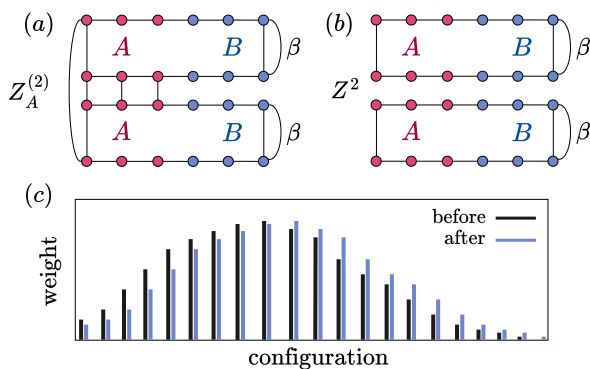 (a)
A
B
β
Z_A^{(2)}
A
B
β
(b)
A
B
β
Z^2
A
B
β
(c)
before
after
weight
configuration